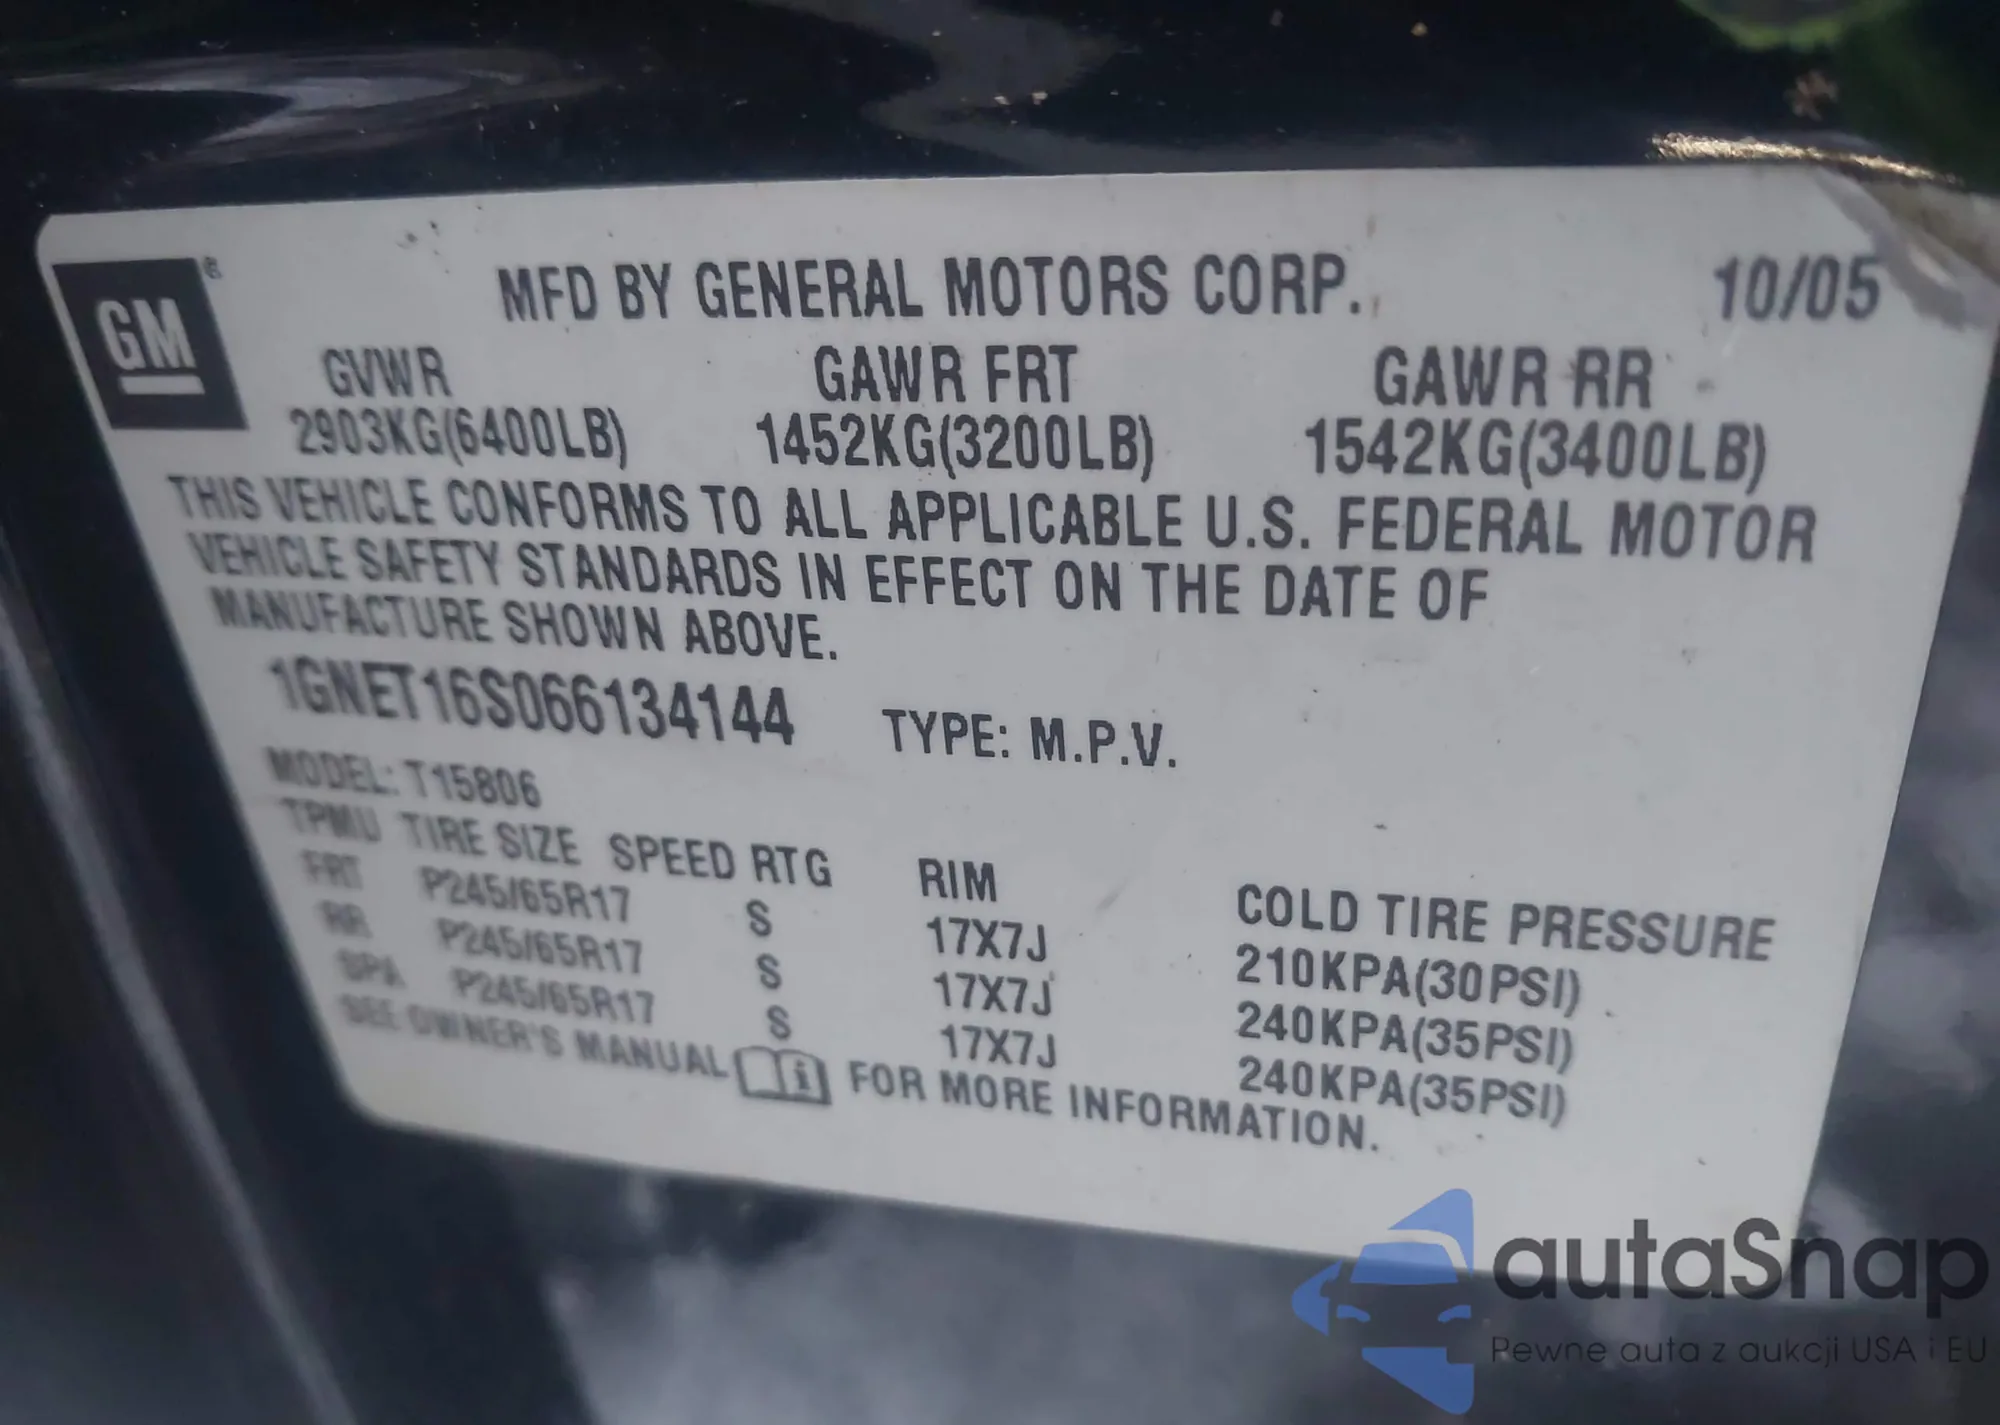 GM®
MFD BY GENERAL MOTORS CORP. 10/05
GVWR GAWR FRT GAWR RR
2903KG(6400LB) 1452KG(3200LB) 1542KG(3400LB)
THIS VEHICLE CONFORMS TO ALL APPLICABLE U.S. FEDERAL MOTOR
VEHICLE SAFETY STANDARDS IN EFFECT ON THE DATE OF
MANUFACTURE SHOWN ABOVE.
1GNET16S066134144 TYPE: M.P.V.
MODEL: T15806
TPMU TIRE SIZE SPEED RTG RIM COLD TIRE PRESSURE
FRT P245/65R17 S 17X7J 210KPA(30PSI)
RR P245/65R17 S 17X7J 240KPA(35PSI)
SPA P245/65R17 S 17X7J 240KPA(35PSI)
SEE OWNER'S MANUAL i FOR MORE INFORMATION.
autaSnap
Pewne auta z aukcji USA i EU